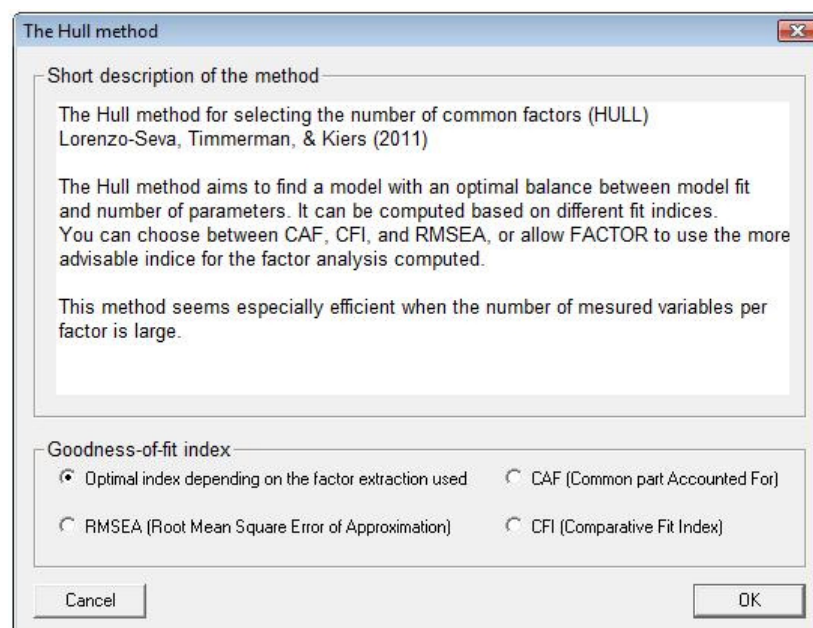 The Hull method
Short description of the method
The Hull method for selecting the number of common factors (HULL)
Lorenzo-Seva, Timmerman, & Kiers (2011)
The Hull method aims to find a model with an optimal balance between model fit
and number of parameters. It can be computed based on different fit indices.
You can choose between CAF, CFI, and RMSEA, or allow FACTOR to use the more
advisable indice for the factor analysis computed.
This method seems especially efficient when the number of mesured variables per
factor is large.
Goodness-of-fit index
Optimal index depending on the factor extraction used
CAF (Common part Accounted For)
RMSEA (Root Mean Square Error of Approximation)
CFI (Comparative Fit Index)
Cancel
OK